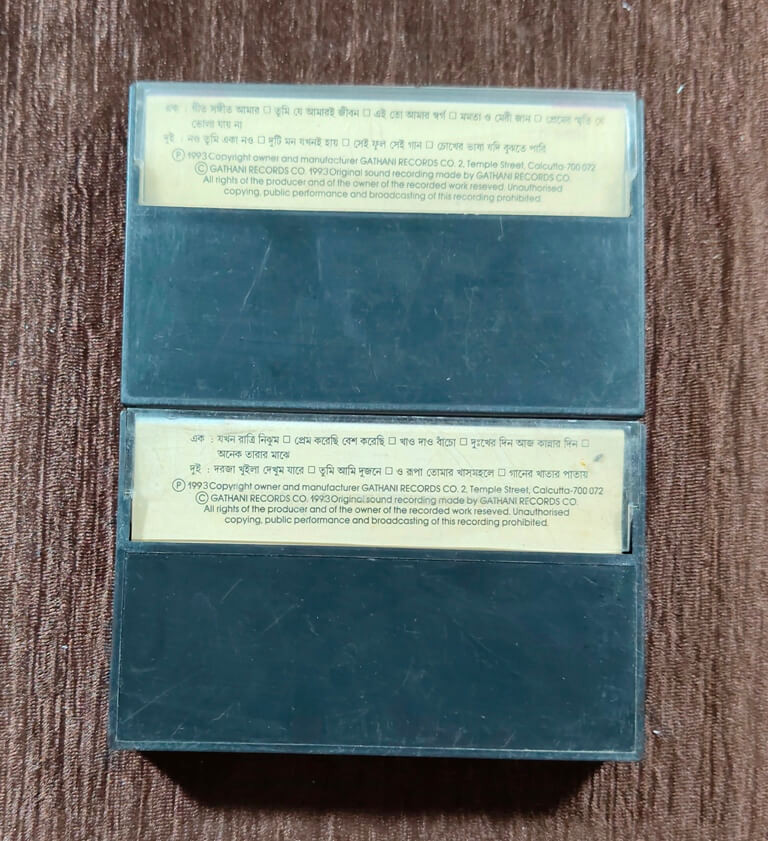 এক : গীত সঙ্গীত আমার □ তুমি যে আমারই জীবন □ এই তো আমার স্বর্গ □ মমতা ও মেরী জান □ প্রেমের স্মৃতি যে
ভোলা যায় না
দুই : নও তুমি একা নও □ দুটি মন যখনই হায় □ সেই ফুল সেই গান □ চোখের ভাষা যদি বুঝতে পারি
Ⓟ 1993 Copyright owner and manufacturer GATHANI RECORDS CO. 2, Temple Street, Calcutta-700 072
Ⓒ GATHANI RECORDS CO. 1993 Original sound recording made by GATHANI RECORDS CO.
All rights of the producer and of the owner of the recorded work reseved. Unauthorised
copying, public performance and broadcasting of this recording prohibited.
এক : যখন রাত্রি নিঝুম □ প্রেম করেছি বেশ করেছি □ খাও দাও বাঁচো □ দুঃখের দিন আজ কান্নার দিন □
অনেক তারার মাঝে
দুই : দরজা খুইলা দেখুম যারে □ তুমি আমি দুজনে □ ও রূপা তোমার খাসমহলে □ গানের খাতার পাতায়
Ⓟ 1993 Copyright owner and manufacturer GATHANI RECORDS CO. 2, Temple Street, Calcutta-700 072
Ⓒ GATHANI RECORDS CO. 1993 Original sound recording made by GATHANI RECORDS CO.
All rights of the producer and of the owner of the recorded work reseved. Unauthorised
copying, public performance and broadcasting of this recording prohibited.